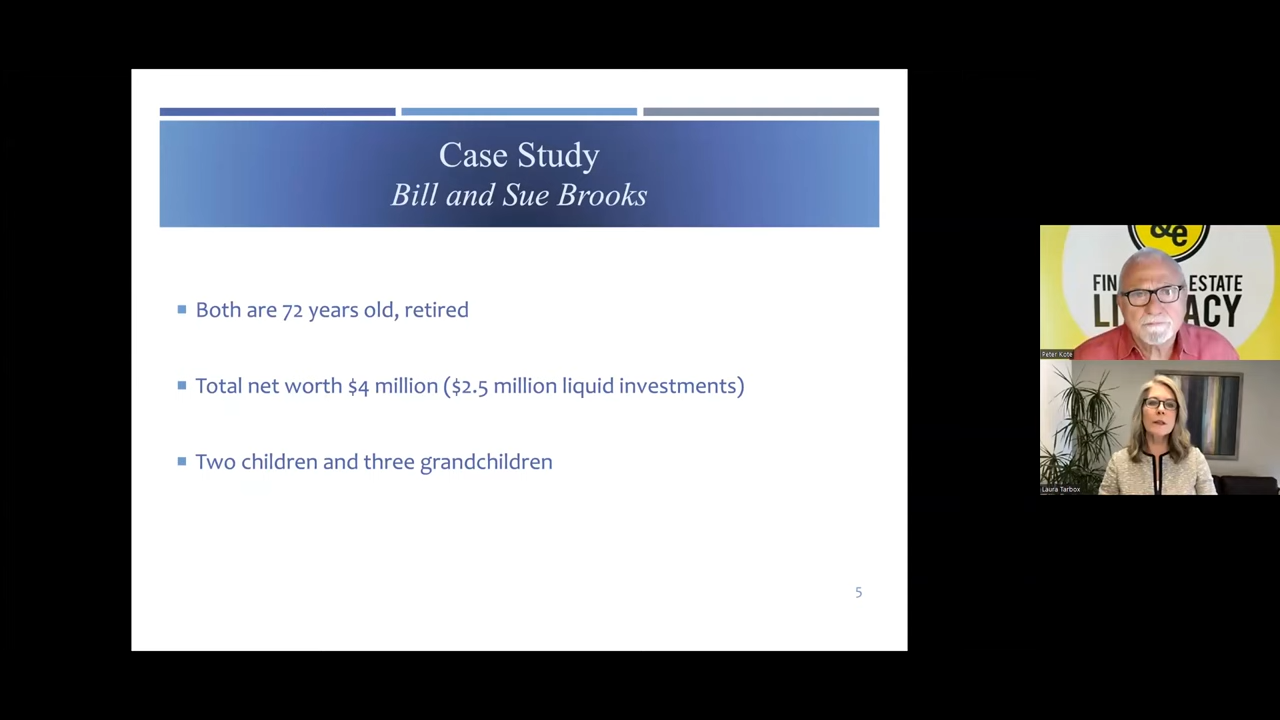 Case Study
Bill and Sue Brooks
Both are 72 years old, retired
Total net worth $4 million ($2.5 million liquid investments)
Two children and three grandchildren
5
&e
FIN ESTATE
LI ACY
Peter Kote
Laura Tarbox